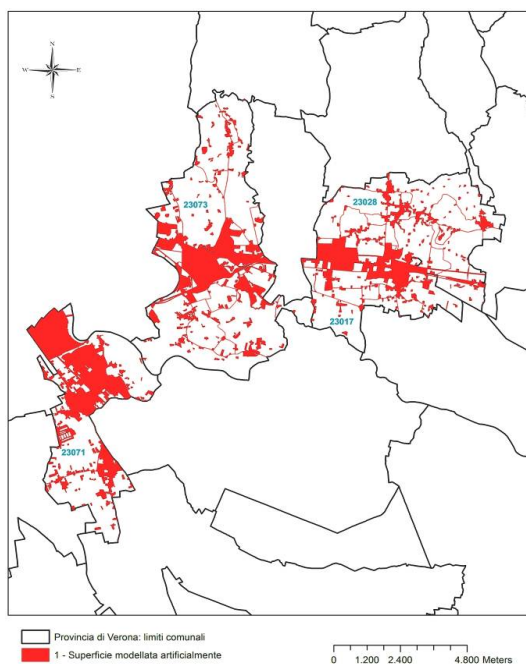 N
W E
S
23073
23028
23017
23071
Provincia di Verona: limiti comunali
1 - Superficie modellata artificialmente
0 1.200 2.400 4.800 Meters